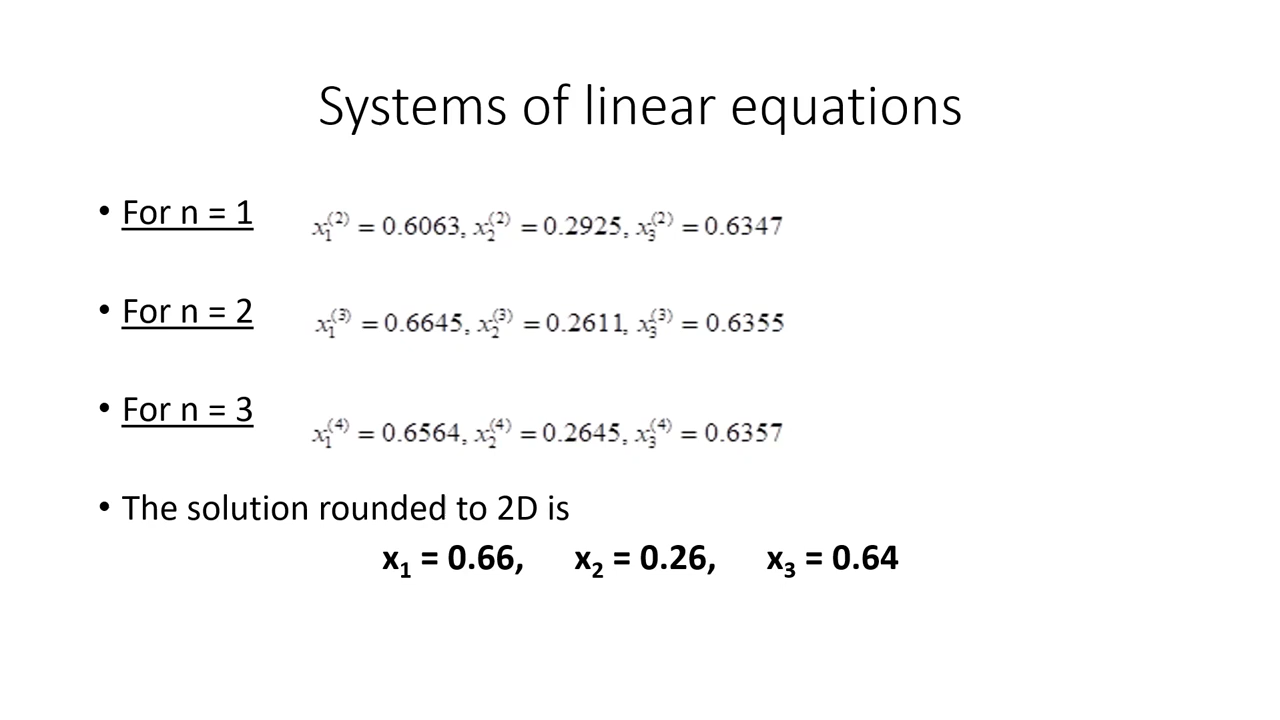 Systems of linear equations
• For n = 1 x₁⁽²⁾ = 0.6063, x₂⁽²⁾ = 0.2925, x₃⁽²⁾ = 0.6347
• For n = 2 x₁⁽³⁾ = 0.6645, x₂⁽³⁾ = 0.2611, x₃⁽³⁾ = 0.6355
• For n = 3 x₁⁽⁴⁾ = 0.6564, x₂⁽⁴⁾ = 0.2645, x₃⁽⁴⁾ = 0.6357
• The solution rounded to 2D is
x₁ = 0.66, x₂ = 0.26, x₃ = 0.64